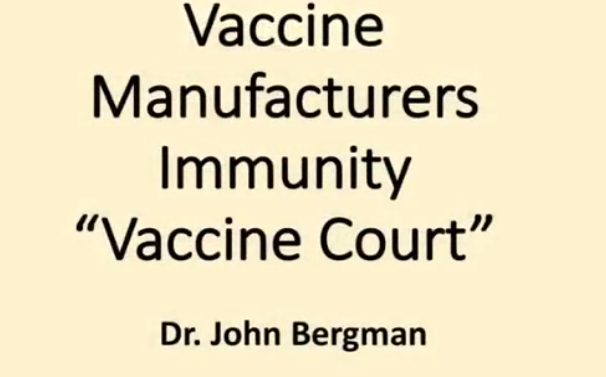 Vaccine
Manufacturers
Immunity
“Vaccine Court”
Dr. John Bergman